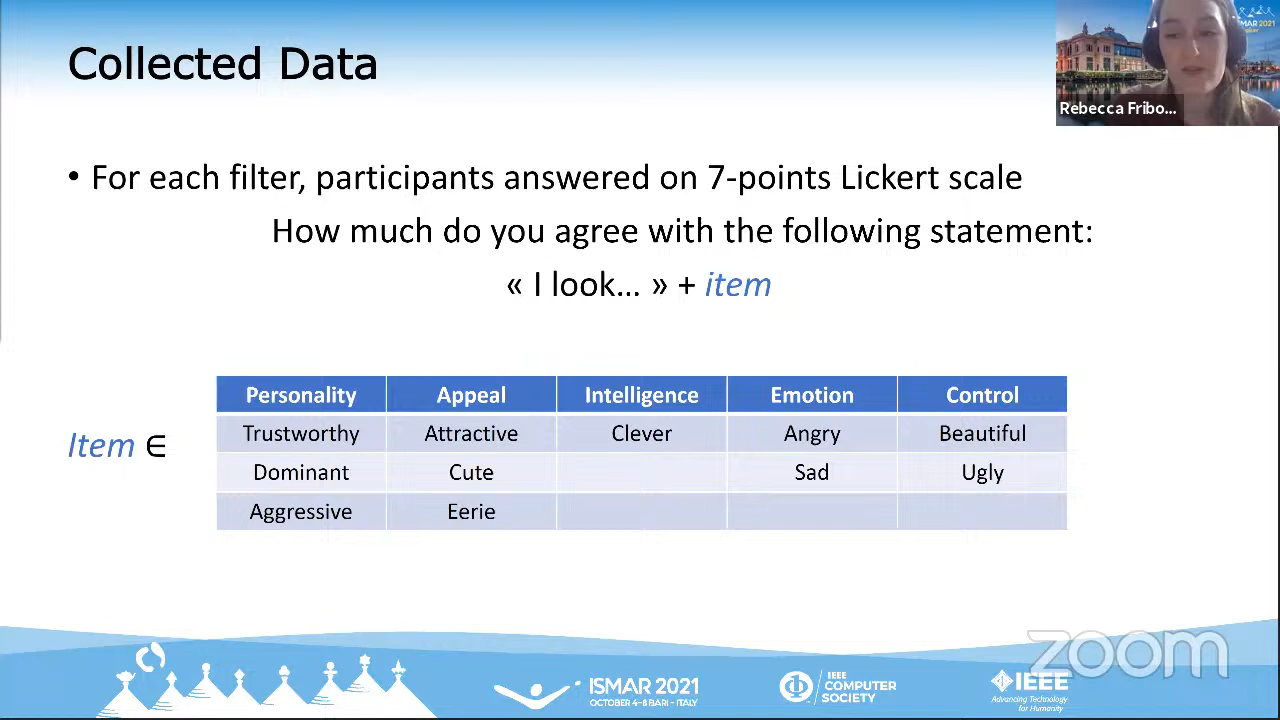 Collected Data
Rebecca Fribo...
• For each filter, participants answered on 7-points Lickert scale
How much do you agree with the following statement:
« I look... » + item
Item ∈
Personality Appeal Intelligence Emotion Control
Trustworthy Attractive Clever Angry Beautiful
Dominant Cute Sad Ugly
Aggressive Eerie
zoom
ISMAR 2021
OCTOBER 4-8 BARI - ITALY
IEEE
COMPUTER
SOCIETY
IEEE
Advancing Technology
for Humanity